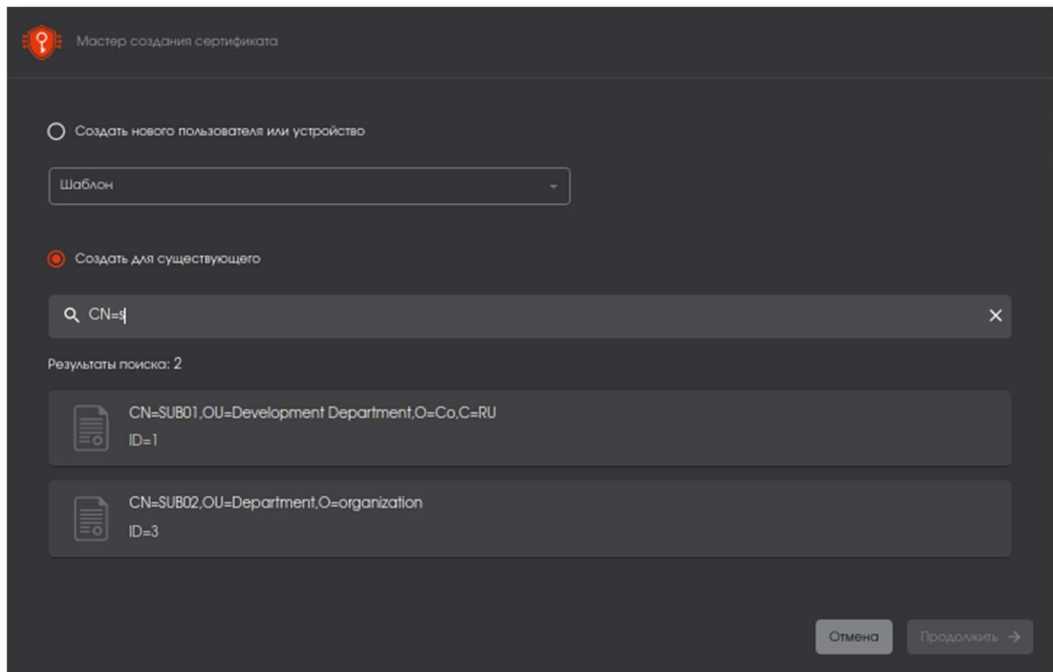 Мастер создания сертификата
Создать нового пользователя или устройство
Шаблон
Создать для существующего
CN=s
Результаты поиска: 2
CN=SUB01,OU=Development Department,O=Co,C=RU
ID=1
CN=SUB02,OU=Department,O=organization
ID=3
Отмена
Продолжить